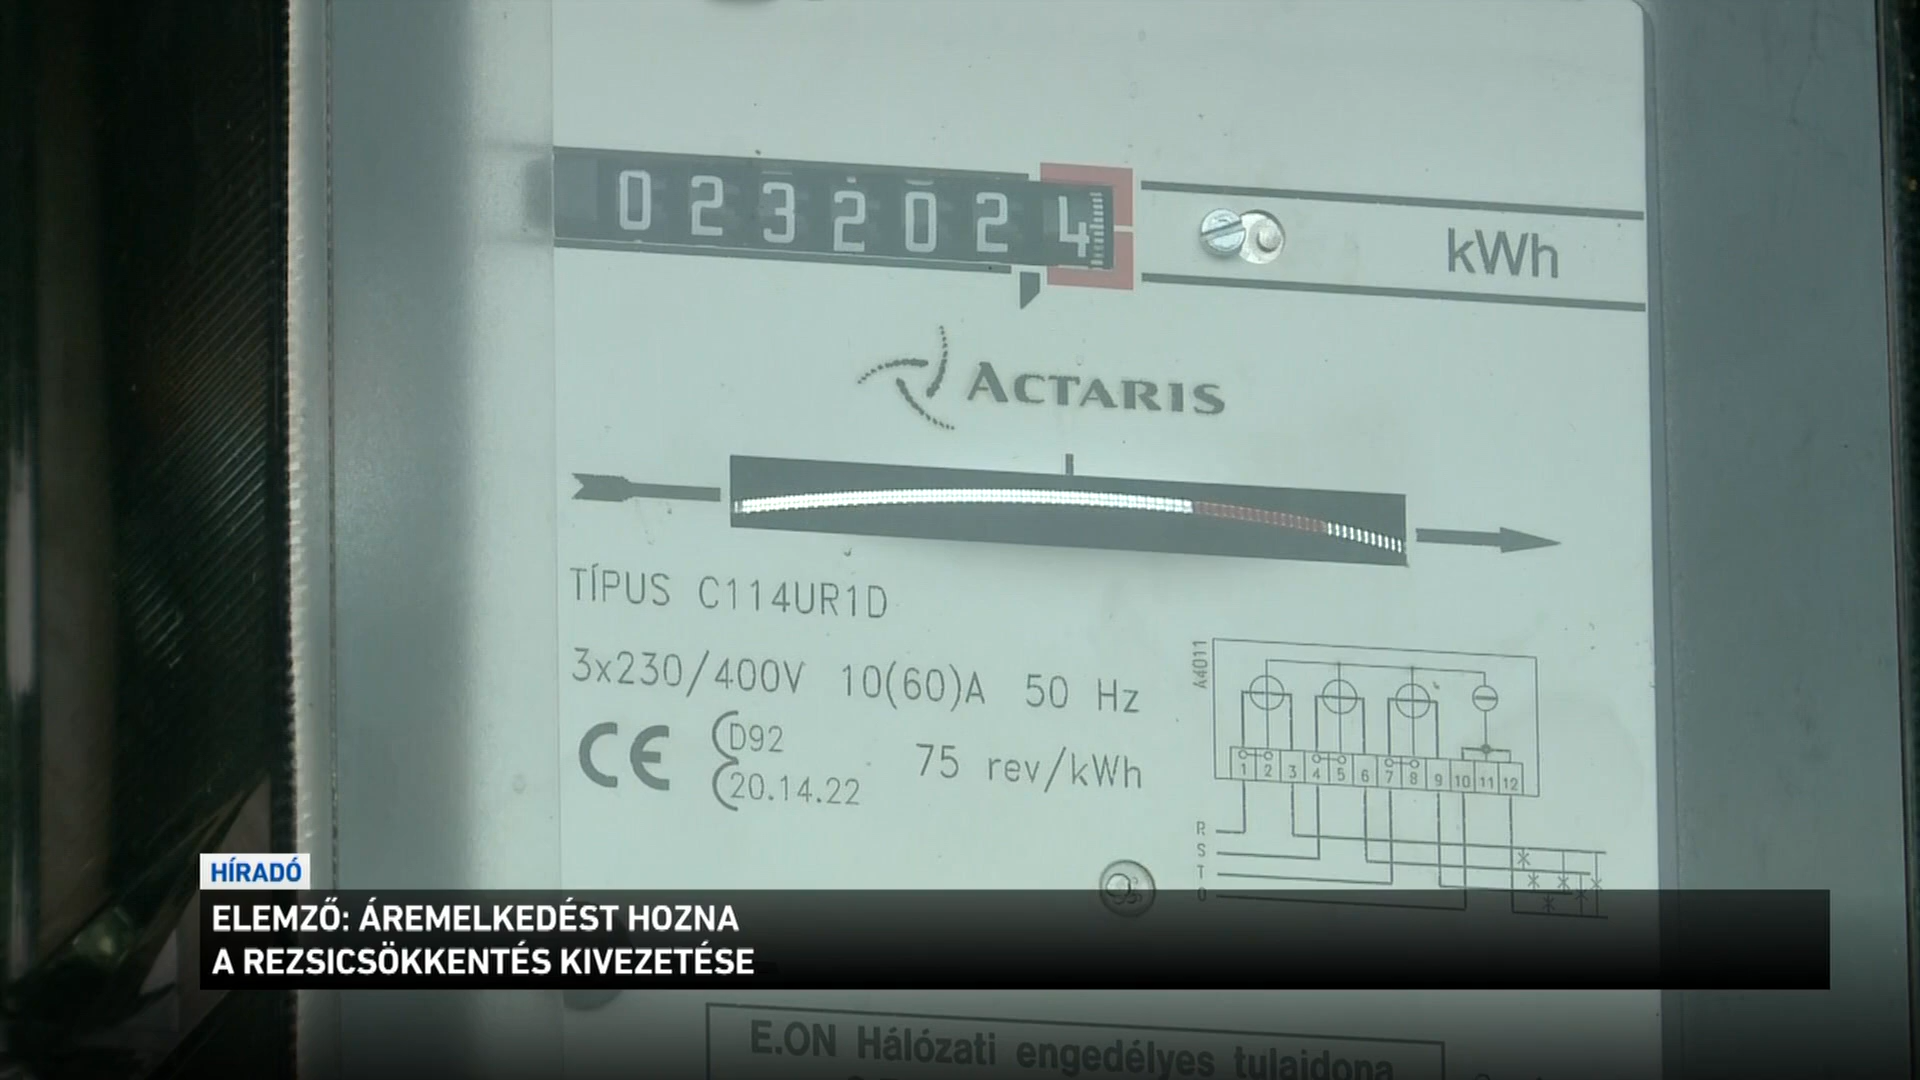 0232024
kWh
ACTARIS
TÍPUS C114UR1D
3x230/400V 10(60)A 50 Hz
CE D92 20.14.22 75 rev/kWh
A4011
1 2 3 4 5 6 7 8 9 10 11 12
R
S
T
0
HÍRADÓ
ELEMZŐ: ÁREMELKEDÉST HOZNA
A REZSICSÖKKENTÉS KIVEZETÉSE
E.ON Hálózati engedélyes tulajdona